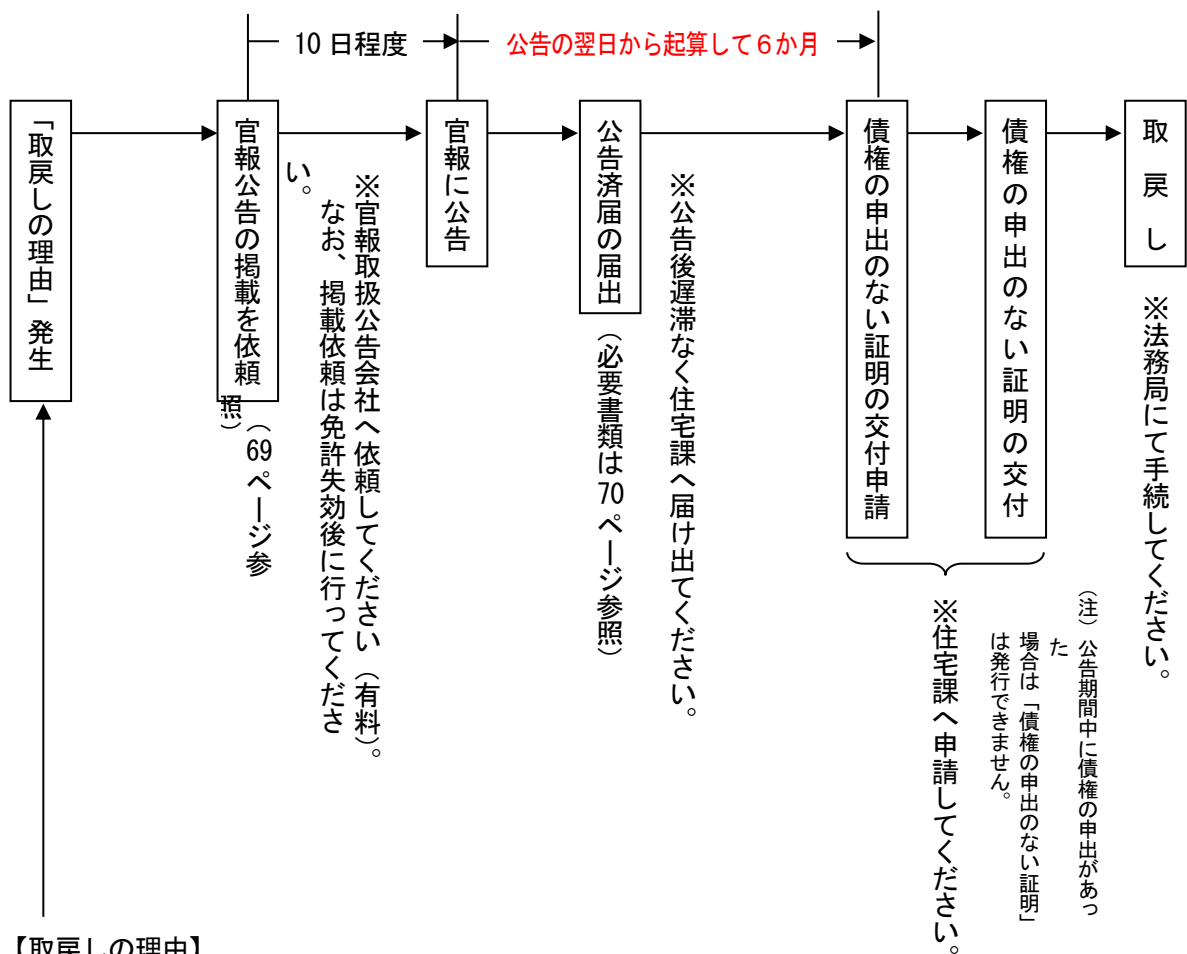 10 日程度
公告の翌日から起算して６か月
「取戻しの理由」発生
官報公告の掲載を依頼
（69ページ参
照）
※官報取扱公告会社へ依頼してください（有料）。
なお、掲載依頼は免許失効後に行ってくださ
い。
官報に公告
公告済届の届出
（必要書類は70ページ参照）
※公告後遅滞なく住宅課へ届け出てください。
債権の申出のない証明の交付申請
債権の申出のない証明の交付
※住宅課へ申請してください。
（注）公告期間中に債権の申出があっ
た
場合は「債権の申出のない証明」
は発行できません。
取戻し
※法務局にて手続してください。
【取戻しの理由】